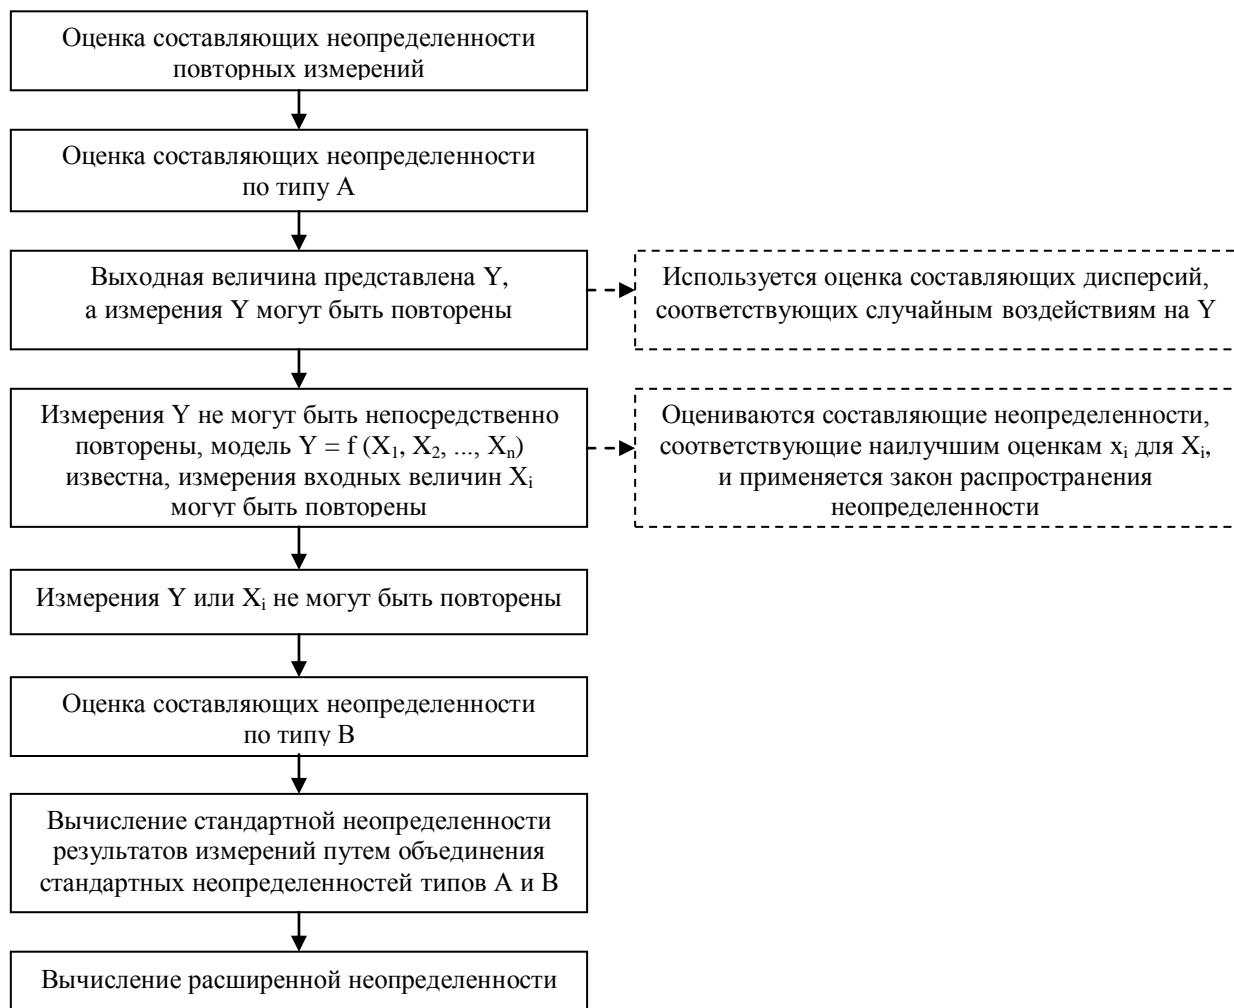 Оценка составляющих неопределенности
повторных измерений
Оценка составляющих неопределенности
по типу А
Выходная величина представлена Y,
а измерения Y могут быть повторены
Используется оценка составляющих дисперсий,
соответствующих случайным воздействиям на Y
Измерения Y не могут быть непосредственно
повторены, модель Y = f (X₁, X₂, ..., Xₙ)
известна, измерения входных величин Xᵢ
могут быть повторены
Оцениваются составляющие неопределенности,
соответствующие наилучшим оценкам xᵢ для Xᵢ,
и применяется закон распространения
неопределенности
Измерения Y или Xᵢ не могут быть повторены
Оценка составляющих неопределенности
по типу В
Вычисление стандартной неопределенности
результатов измерений путем объединения
стандартных неопределенностей типов А и В
Вычисление расширенной неопределенности